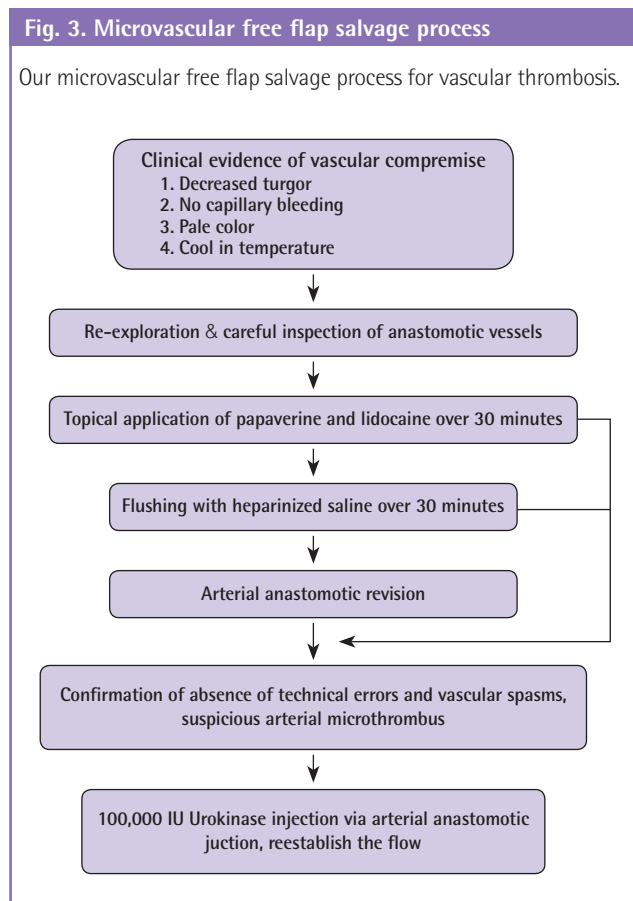 Fig. 3. Microvascular free flap salvage process
Our microvascular free flap salvage process for vascular thrombosis.
Clinical evidence of vascular compromise
1. Decreased turgor
2. No capillary bleeding
3. Pale color
4. Cool in temperature
Re-exploration & careful inspection of anastomotic vessels
Topical application of papaverine and lidocaine over 30 minutes
Flushing with heparinized saline over 30 minutes
Arterial anastomotic revision
Confirmation of absence of technical errors and vascular spasms,
suspicious arterial microthrombus
100,000 IU Urokinase injection via arterial anastomotic
juction, reestablish the flow